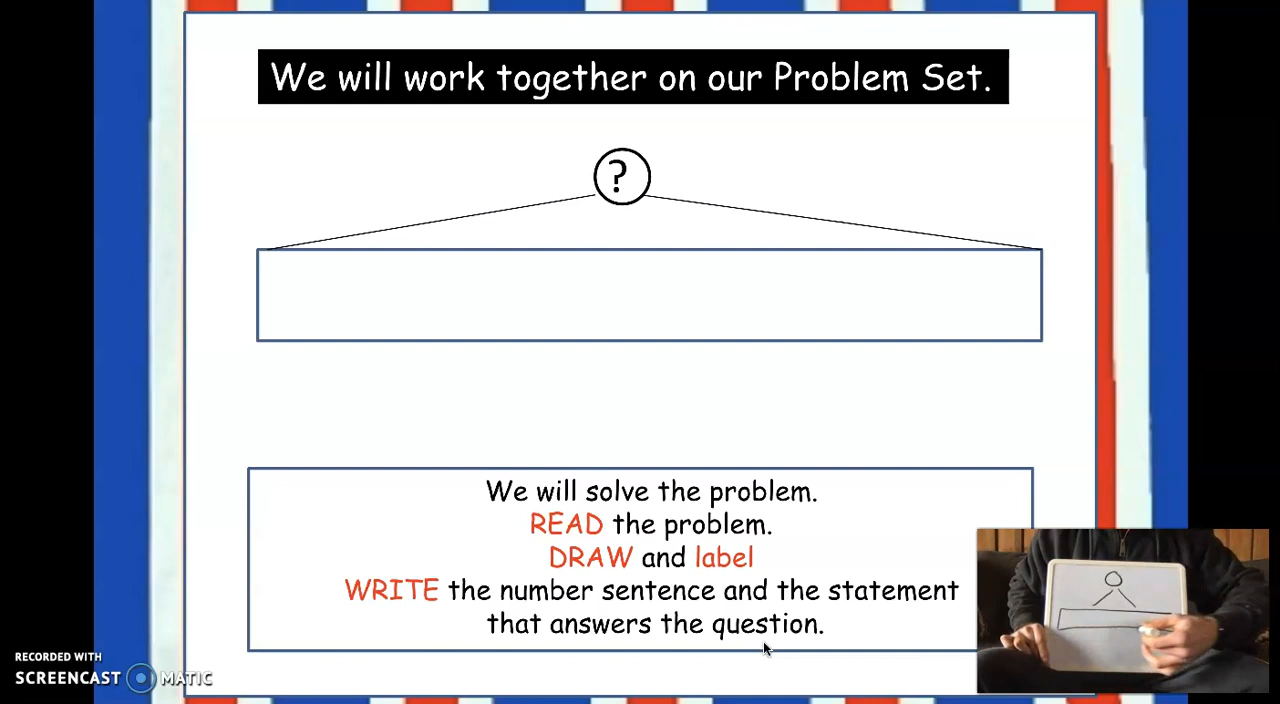 We will work together on our Problem Set.
?
We will solve the problem.
READ the problem.
DRAW and label
WRITE the number sentence and the statement
that answers the question.
RECORDED WITH
SCREENCAST MATIC